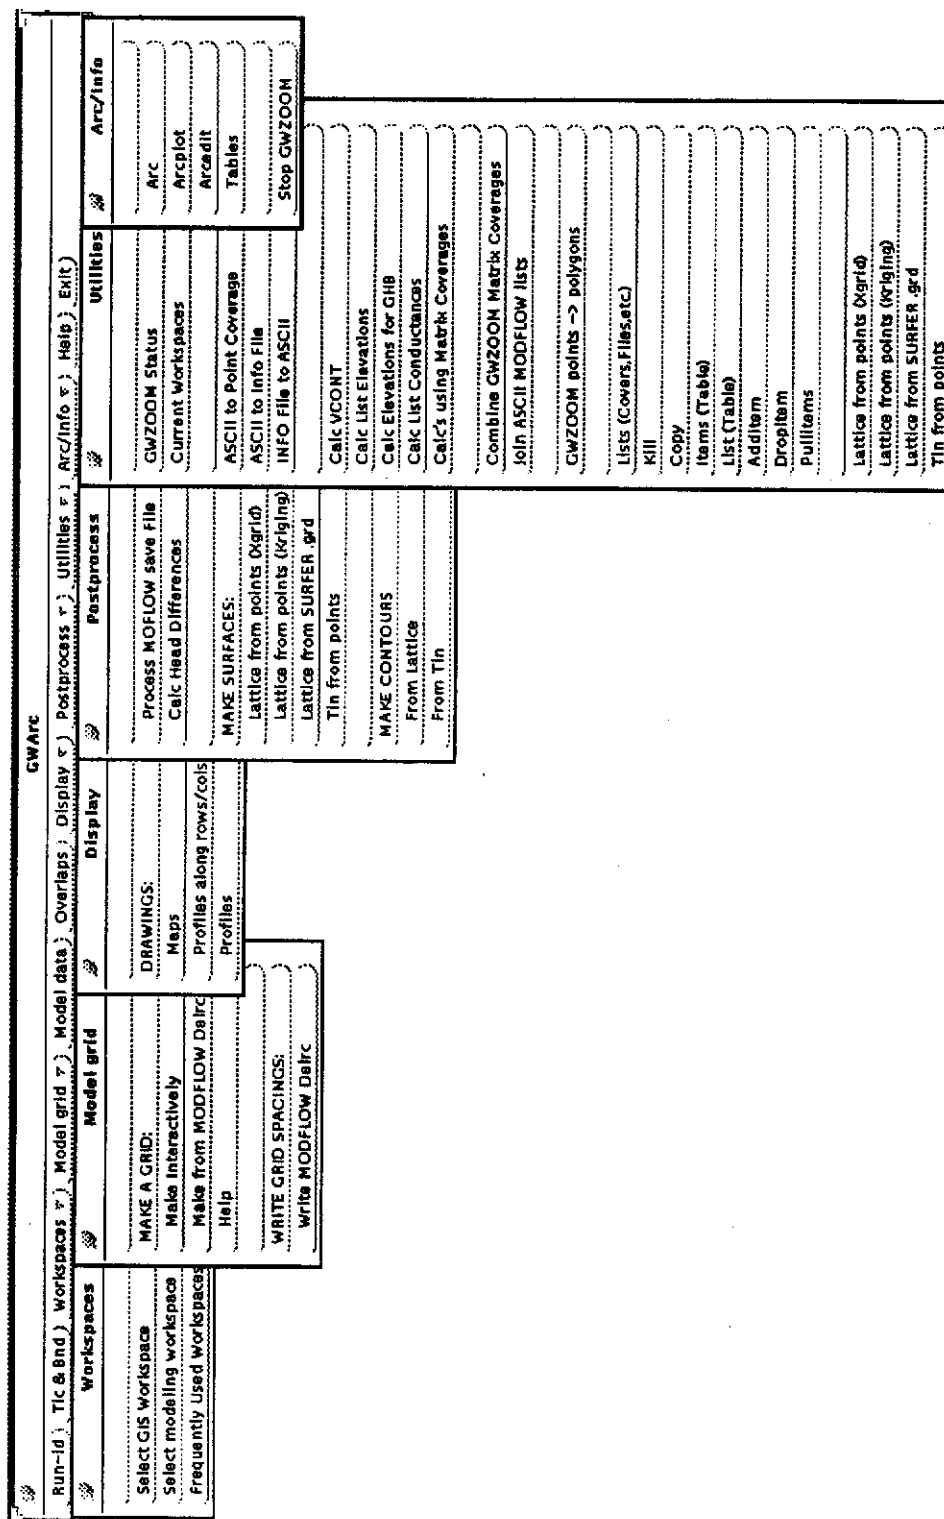 GWArc
Run-id Tic & Bnd Workspaces Model grid Model data Overlaps Display Postprocess Utilities Arc/Info Help Exit
Workspaces
Select GIS Workspace
Select modeling workspace
Frequently Used Workspaces
Model grid
MAKE A GRID:
Make Interactively
Make from MODFLOW Delrc
Help
WRITE GRID SPACINGS:
Write MODFLOW Delrc
Display
DRAWINGS:
Maps
Profiles along rows/cols
Profiles
Postprocess
Process MOFLOW save File
Calc Head Differences
MAKE SURFACES:
Lattice from points (Xgrid)
Lattice from points (Kriging)
Lattice from SURFER .grd
Tin from points
MAKE CONTOURS
From Lattice
From Tin
Utilities
GWZOOM Status
Current Workspaces
ASCII to Point Coverage
ASCII to Info File
INFO File to ASCII
Calc VCONT
Calc List Elevations
Calc Elevations for GHB
Calc List Conductances
Calc's using Matrix Coverages
Combine GWZOOM Matrix Coverages
Join ASCII MODFLOW lists
GWZOOM points -> polygons
Lists (Covers,Files,etc.)
Kill
Copy
Items (Table)
List (Table)
Additem
Dropitem
Pullitems
Lattice from points (Xgrid)
Lattice from points (Kriging)
Lattice from SURFER .grd
Tin from points
Arc/Info
Arc
Arcplot
Arcedit
Tables
Stop GWZOOM